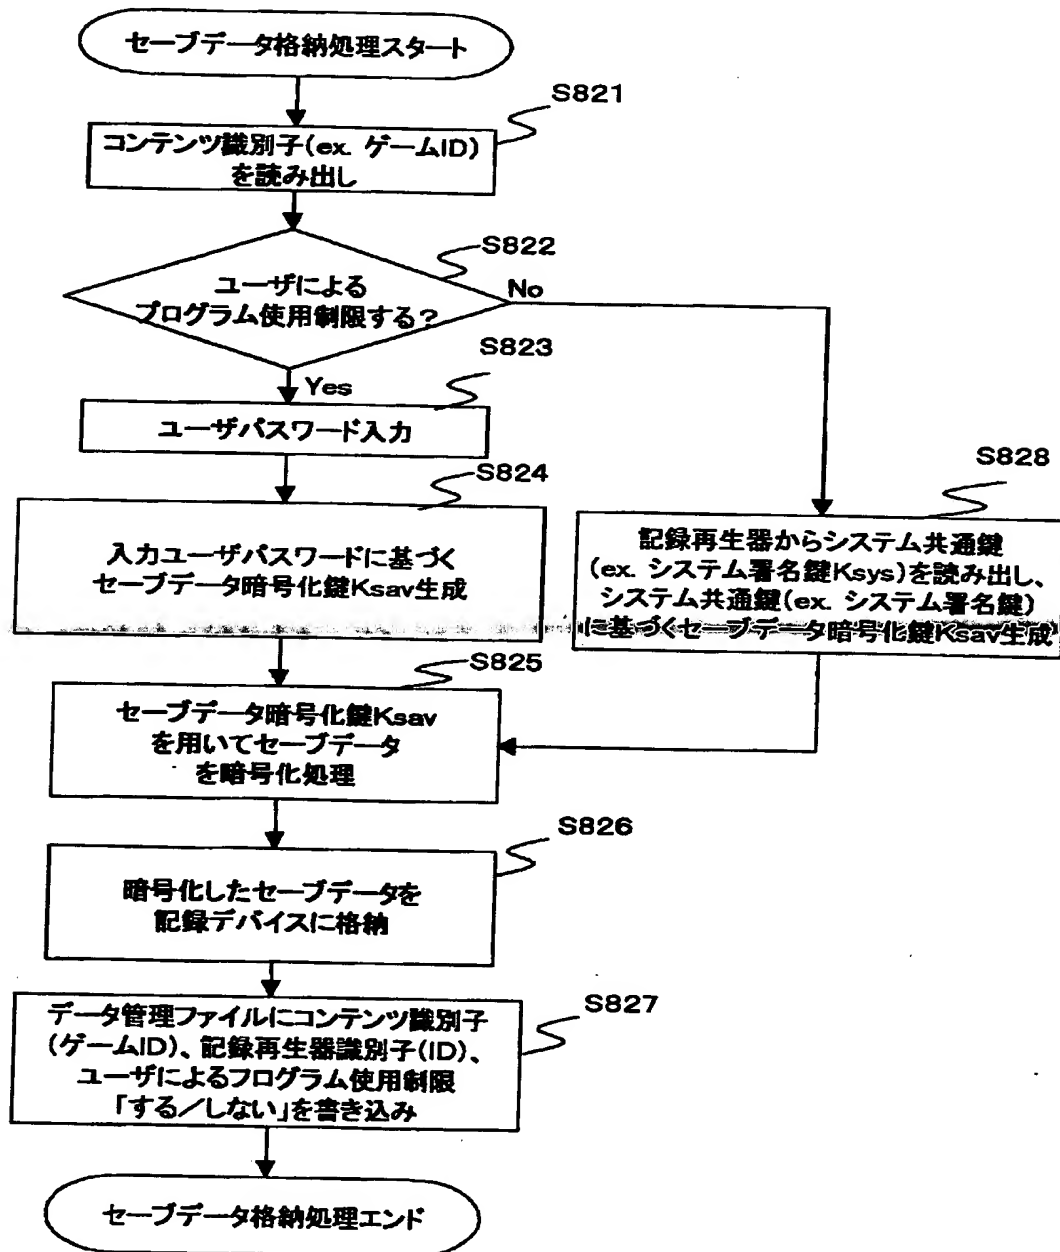 セーブデータ格納処理スタート
S821
コンテンツ識別子(ex. ゲームID)
を読み出し
S822
ユーザによる
プログラム使用制限する?
No
Yes
S823
ユーザパスワード入力
S824
入力ユーザパスワードに基づく
セーブデータ暗号化鍵Ksav生成
S828
記録再生器からシステム共通鍵
(ex. システム署名鍵Ksys)を読み出し、
システム共通鍵(ex. システム署名鍵)
に基づくセーブデータ暗号化鍵Ksav生成
S825
セーブデータ暗号化鍵Ksav
を用いてセーブデータ
を暗号化処理
S826
暗号化したセーブデータを
記録デバイスに格納
S827
データ管理ファイルにコンテンツ識別子
(ゲームID)、記録再生器識別子(ID)、
ユーザによるプログラム使用制限
「する/しない」を書き込み
セーブデータ格納処理エンド